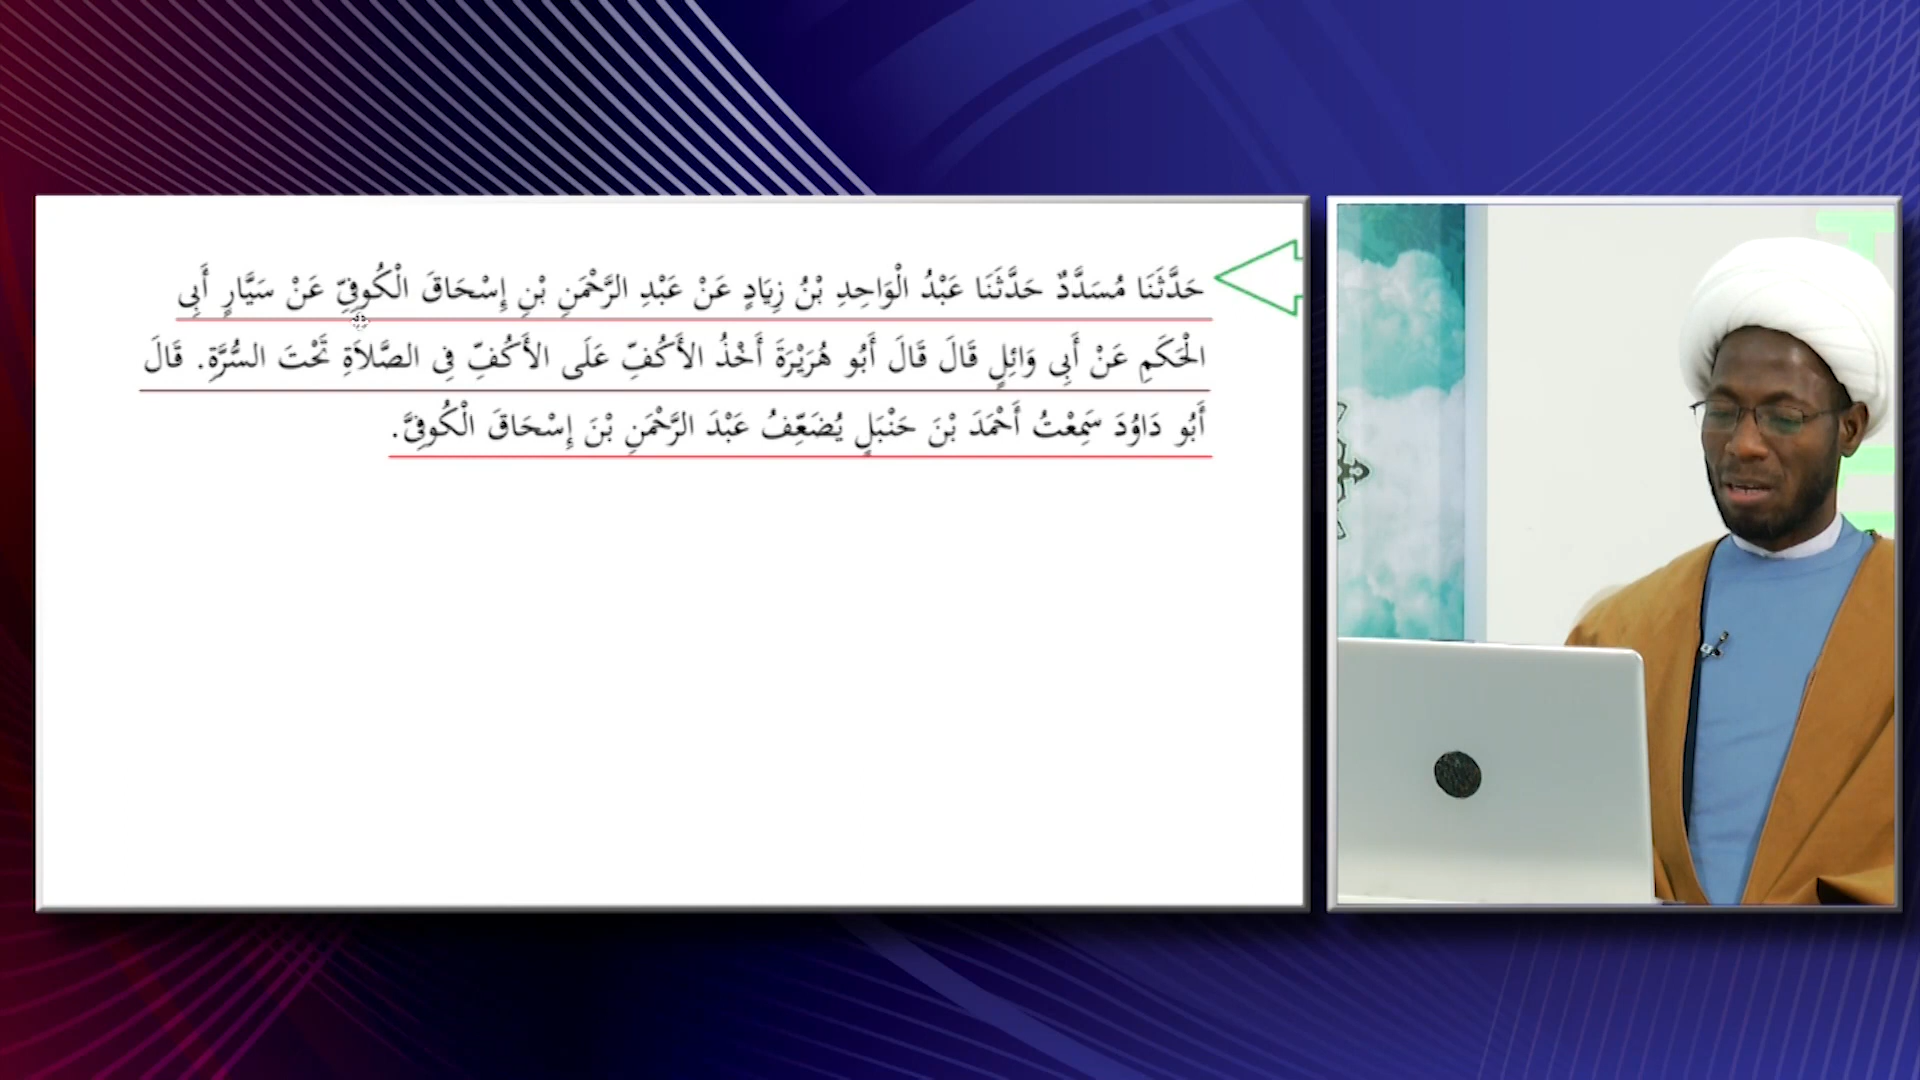 حَدَّثَنَا مُسَدَّدٌ حَدَّثَنَا عَبْدُ الْوَاحِدِ بْنُ زِيَادٍ عَنْ عَبْدِ الرَّحْمَنِ بْنِ إِسْحَاقَ الْكُوفِىِّ عَنْ سَيَّارٍ أَبِى
الْحَكَمِ عَنْ أَبِى وَائِلٍ قَالَ قَالَ أَبُو هُرَيْرَةَ أَخْذُ الأَكُفِّ عَلَى الأَكُفِّ فِى الصَّلاَةِ تَحْتَ السُّرَّةِ. قَالَ
أَبُو دَاوُدَ سَمِعْتُ أَحْمَدَ بْنَ حَنْبَلٍ يُضَعِّفُ عَبْدَ الرَّحْمَنِ بْنَ إِسْحَاقَ الْكُوفِىَّ.